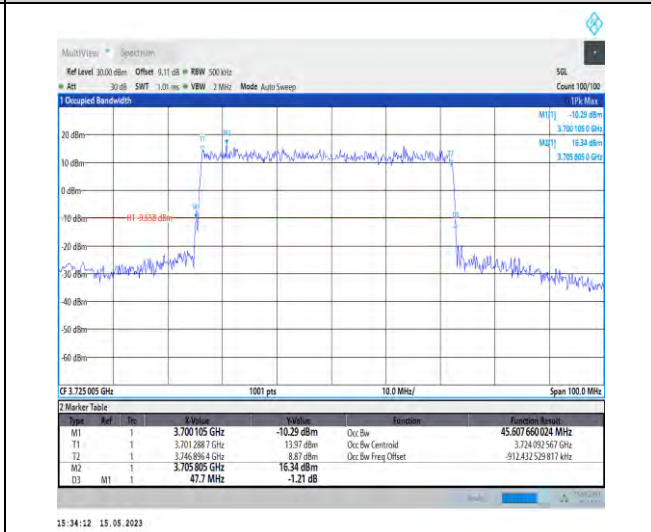 MultiView Spectrum
Ref Level 30.00 dBm Offset 9.11 dB RBW 500 kHz SGL
Att 30 dB SWT 1.01 ms VBW 2 MHz Mode Auto Sweep Count 100/100
1 Occupied Bandwidth 1Pk Max
M1[1] -10.29 dBm
3.700 105 0 GHz
M2[1] 16.34 dBm
3.705 805 0 GHz
20 dBm
10 dBm
0 dBm
-10 dBm
H1 -9.658 dBm
-20 dBm
-30 dBm
-40 dBm
-50 dBm
-60 dBm
T1
M2
T2
M1
D3
CF 3.725 005 GHz 1001 pts 10.0 MHz/ Span 100.0 MHz
2 Marker Table
Type Ref Trc X-Value Y-Value Function Function Result
M1 1 3.700 105 GHz -10.29 dBm Occ Bw 45.607 660 024 MHz
T1 1 3.701 288 7 GHz 13.97 dBm Occ Bw Centroid 3.724 092 567 GHz
T2 1 3.746 896 4 GHz 8.87 dBm Occ Bw Freq Offset -912.432 529 817 kHz
M2 1 3.705 805 GHz 16.34 dBm
D3 M1 1 47.7 MHz -1.21 dB
15:34:12 15.05.2023